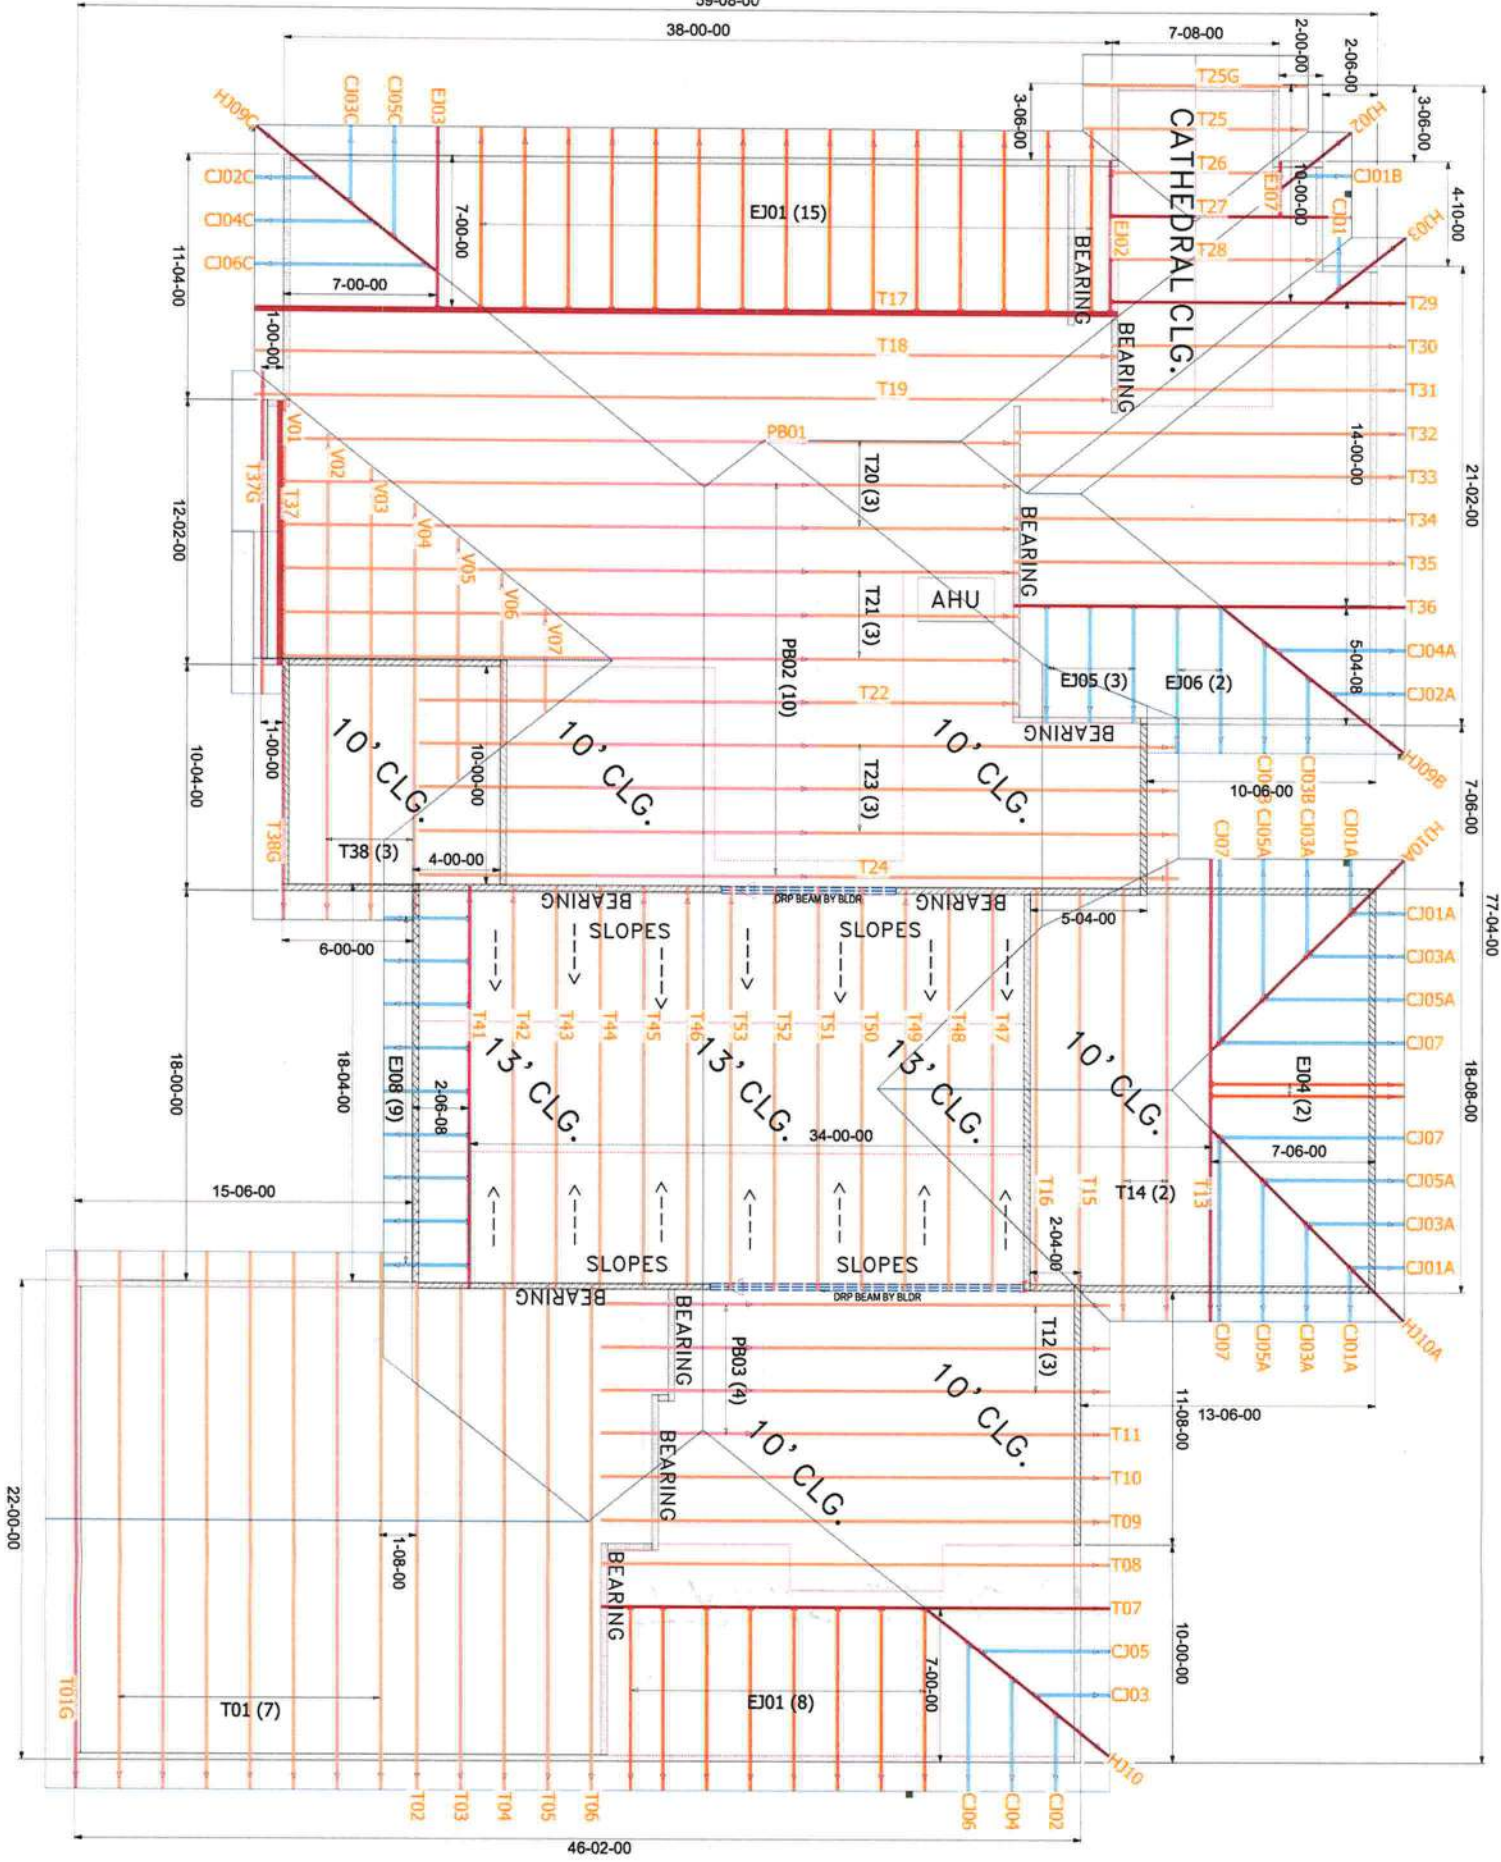 38-00-00
7-08-00
2-00-00
2-06-00
3-06-00
3-06-00
T25G
T25
T26
T27
T28
CATHEDRAL CLG.
10-00-00
EJ07
EJ02
HJ02
CJ01B
CJ01
HJ03
4-10-00
HJ09C
CJ03C
CJ05C
EJ03
CJ02C
CJ04C
CJ06C
11-04-00
7-00-00
7-00-00
EJ01 (15)
BEARING
BEARING
T17
T18
T19
T29
T30
T31
T32
T33
T34
T35
T36
14-00-00
21-02-00
1-00-00
V01
V02
V03
V04
V05
V06
V07
T37G
T37
12-02-00
PB01
T20 (3)
T21 (3)
PB02 (10)
AHU
BEARING
T22
T23 (3)
T24
EJ05 (3)
EJ06 (2)
5-04-08
CJ04A
CJ02A
HJ09B
BEARING
10-06-00
CJ05B
CJ03B
7-06-00
77-04-00
10' CLG.
10' CLG.
10' CLG.
10-00-00
1-00-00
10-04-00
T38G
T38 (3)
4-00-00
6-00-00
BEARING
DRP BEAM BY BLDR
BEARING
5-04-00
CJ07
CJ05A
CJ03A
CJ01A
HJ10A
CJ01A
CJ03A
CJ05A
CJ07
EJ04 (2)
CJ07
CJ05A
CJ03A
CJ01A
18-08-00
7-06-00
SLOPES
SLOPES
T41
T42
T43
T44
T45
T46
T53
T52
T51
T50
T49
T48
T47
13' CLG.
13' CLG.
13' CLG.
10' CLG.
34-00-00
EJ08 (9)
2-06-08
18-04-00
18-00-00
15-06-00
T16
T15
T14 (2)
T13
2-04-00
SLOPES
SLOPES
BEARING
DRP BEAM BY BLDR
CJ07
CJ05A
CJ03A
CJ01A
HJ10A
BEARING
PB03 (4)
T12 (3)
BEARING
10' CLG.
10' CLG.
13-06-00
11-08-00
T11
T10
T09
T08
T07
BEARING
1-08-00
22-00-00
T01G
T01 (7)
T02
T03
T04
T05
T06
EJ01 (8)
7-00-00
10-00-00
CJ05
CJ03
HJ10
CJ06
CJ04
CJ02
46-02-00